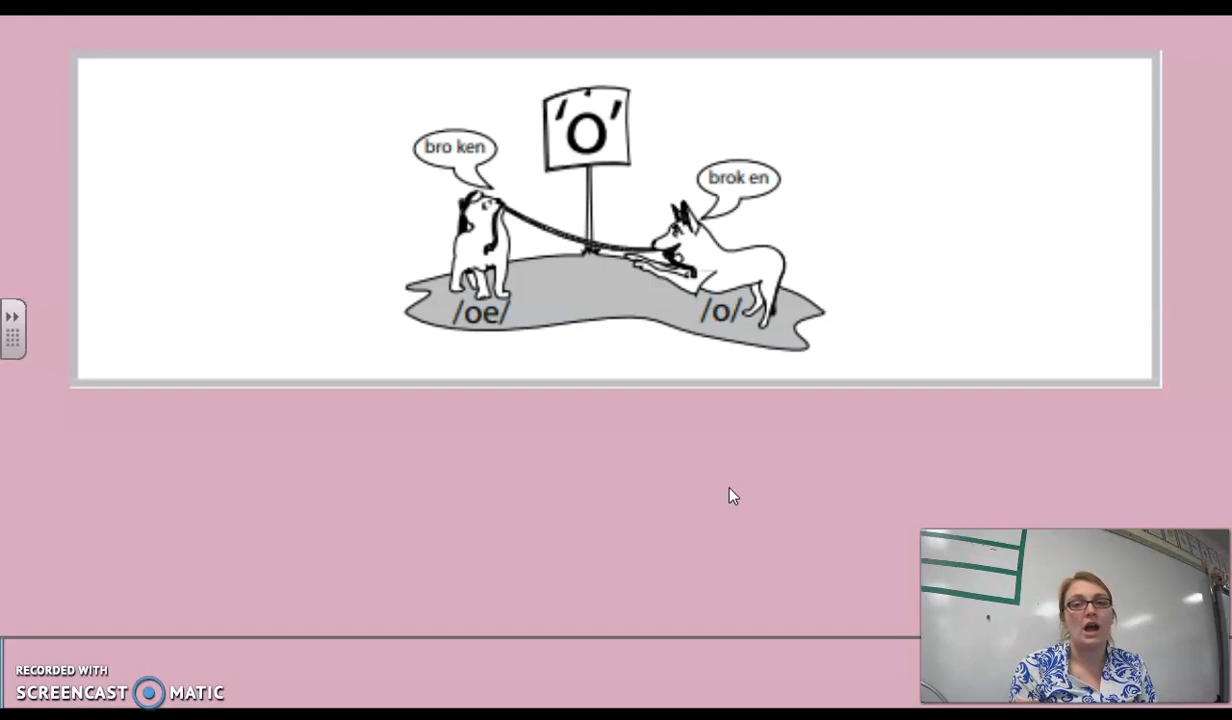 'o'
bro ken
brok en
/oe/
/o/
RECORDED WITH
SCREENCAST MATIC